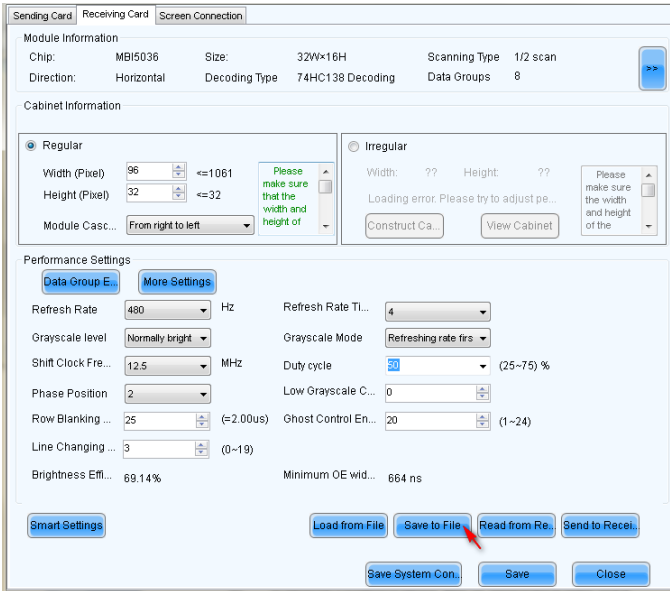 Sending Card Receiving Card Screen Connection
Module Information
Chip: MBI5036 Size: 32W×16H Scanning Type 1/2 scan
Direction: Horizontal Decoding Type 74HC138 Decoding Data Groups 8
>>
Cabinet Information
Regular Irregular
Width (Pixel) 96 <=1061
Height (Pixel) 32 <=32
Module Casc... From right to left
Please
make sure
that the
width and
height of
Width: ?? Height: ??
Loading error. Please try to adjust pe...
Construct Ca... View Cabinet
Please
make sure
the width
and height
of the
Performance Settings
Data Group E... More Settings
Refresh Rate 480 Hz Refresh Rate Ti... 4
Grayscale level Normally bright Grayscale Mode Refreshing rate firs
Shift Clock Fre... 12.5 MHz Duty cycle 50 (25~75) %
Phase Position 2 Low Grayscale C... 0
Row Blanking ... 25 (=2.00us) Ghost Control En... 20 (1~24)
Line Changing ... 3 (0~19)
Brightness Effi... 69.14% Minimum OE wid... 664 ns
Smart Settings Load from File Save to File Read from Re... Send to Recei...
Save System Con... Save Close